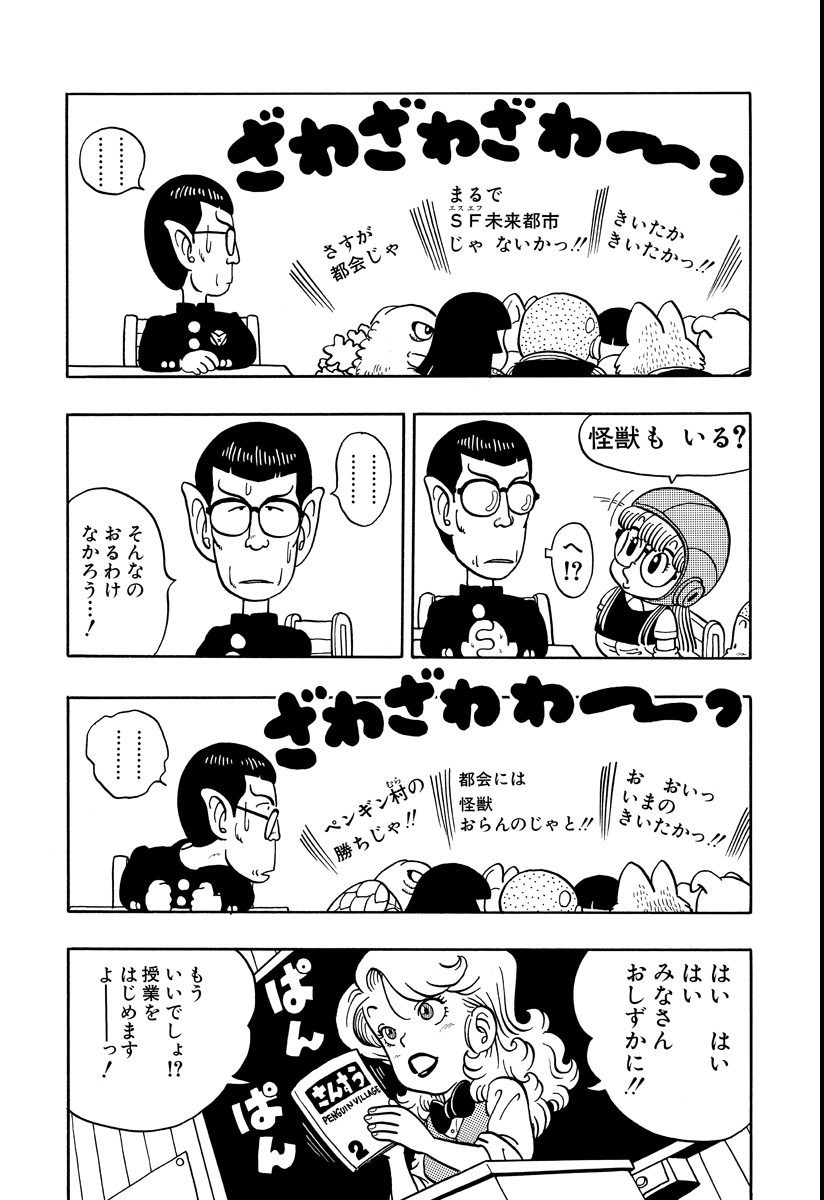 ざわざわざわ〜〜っ
きいたか
きいたかっ!!
まるで
エスエフ
SF未来都市
じゃ ないかっ!!
さすが
都会じゃ
………
………
怪獣も いる?
へ!?
S
………
………
そんなの
おるわけ
なかろう…!
ざわざわわ〜〜っ
お おいっ
いまの
きいたかっ!!
都会には
怪獣
おらんのじゃと!!
むら
ペンギン村の
勝ちじゃ!!
………
………
はい はい
はい
みなさん
おしずかに!!
ぱん
ぱん
さんすう
PENGUIN VILLAGE
2
もう
いいでしょ!?
授業を
はじめます
よ――っ!